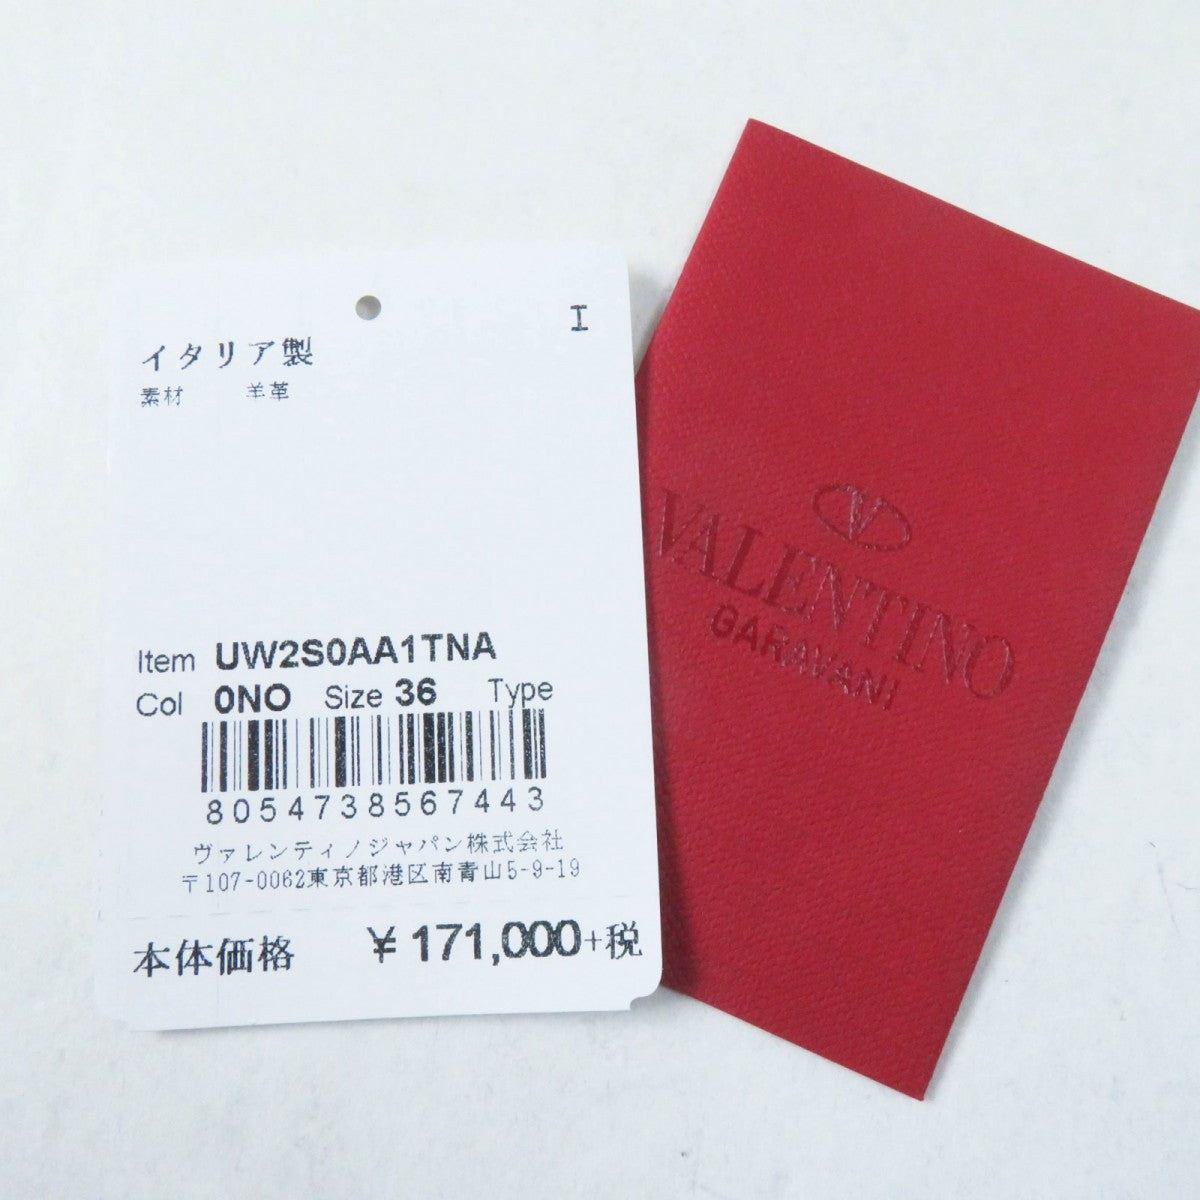 I
イタリア製
素材 羊革
Item UW2S0AA1TNA
Col 0NO Size 36 Type
8054738567443
ヴァレンティノジャパン株式会社
〒107-0062東京都港区南青山5-9-19
本体価格 ¥171,000+税
V
VALENTINO
GARAVANI